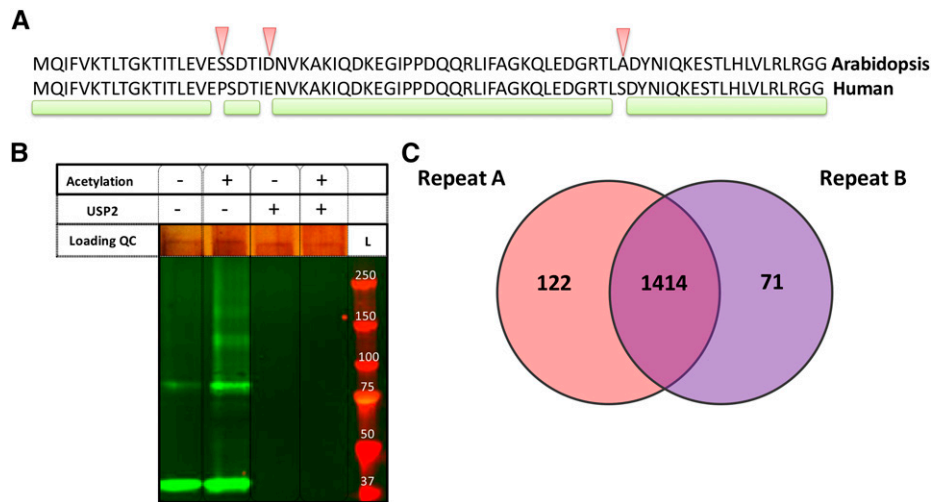 A
MQIFVKTLTGKTITLEVESSDTIDNVKAKIQDKEGIPPDQQRLIFAGKQLEDGRTLADYNIQKESTLHLVLRLRGG Arabidopsis
MQIFVKTLTGKTITLEVEPSDTIENVKAKIQDKEGIPPDQQRLIFAGKQLEDGRTLSDYNIQKESTLHLVLRLRGG Human
B
Acetylation - + - +
USP2 - - + +
Loading QC L
250
150
100
75
50
37
C
Repeat A Repeat B
122 1414 71